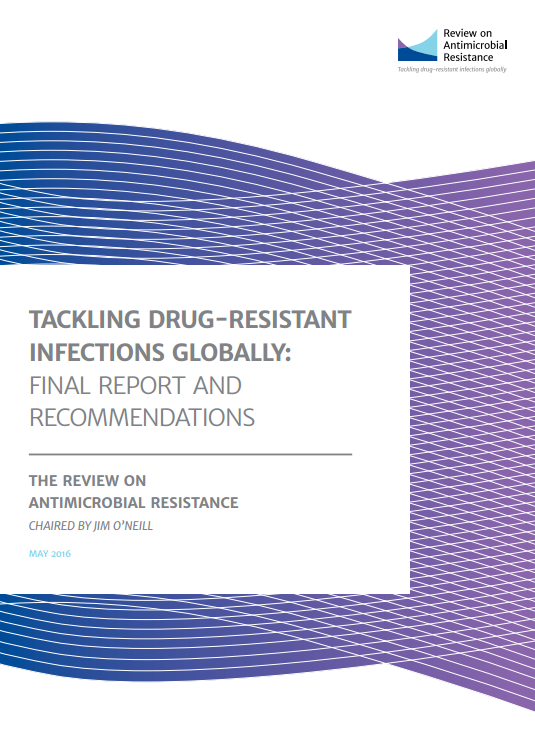 Review on
Antimicrobial
Resistance
Tackling drug-resistant infections globally
TACKLING DRUG-RESISTANT
INFECTIONS GLOBALLY:
FINAL REPORT AND
RECOMMENDATIONS
THE REVIEW ON
ANTIMICROBIAL RESISTANCE
CHAIRED BY JIM O'NEILL
MAY 2016